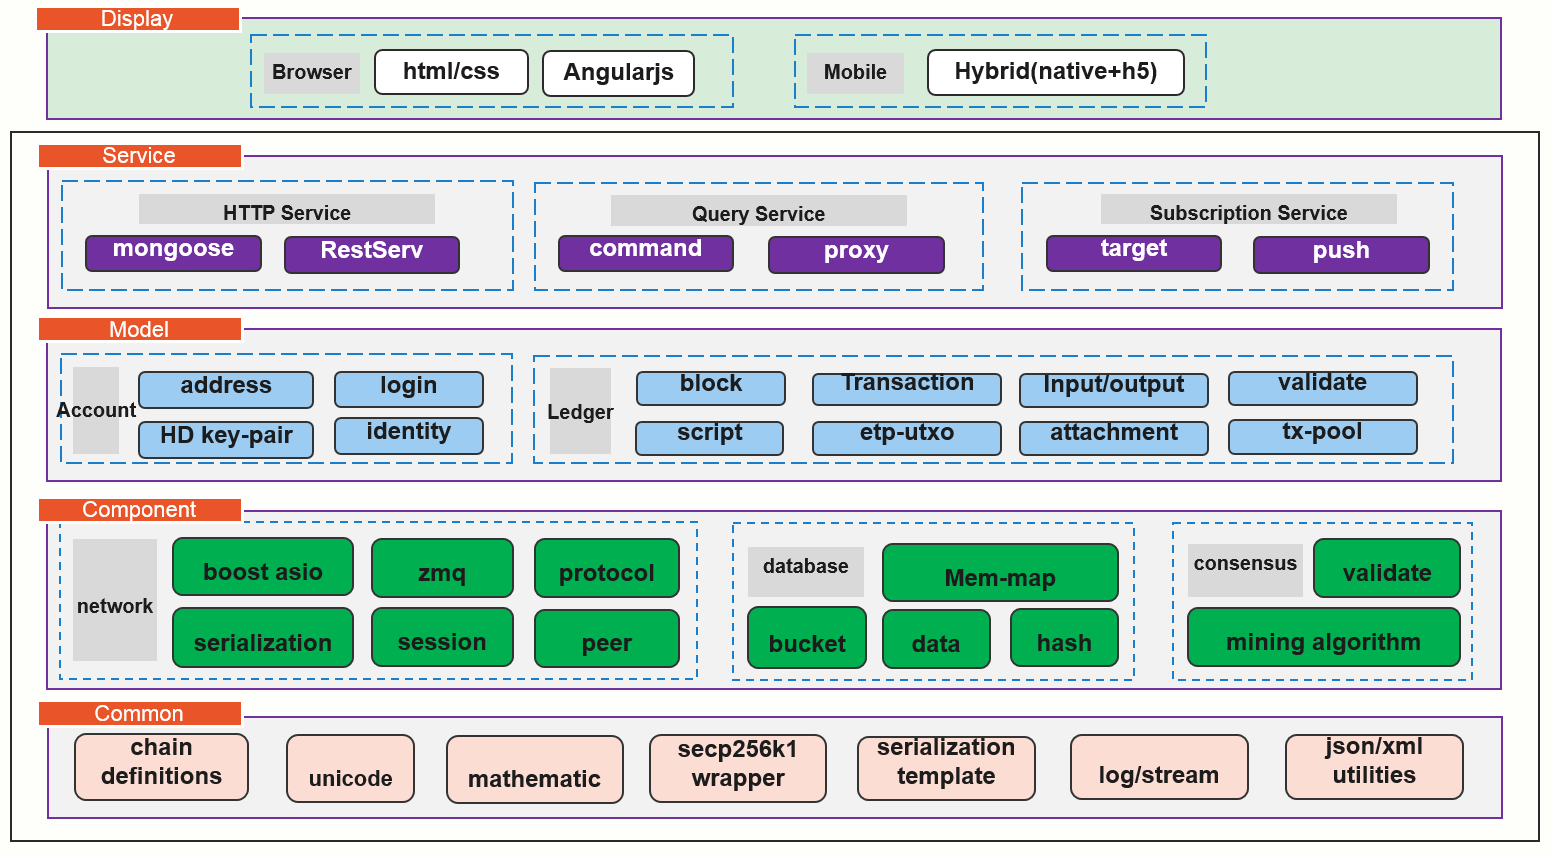 Display
Browser
html/css
Angularjs
Mobile
Hybrid(native+h5)
Service
HTTP Service
mongoose
RestServ
Query Service
command
proxy
Subscription Service
target
push
Model
Account
address
login
HD key-pair
identity
Ledger
block
Transaction
Input/output
validate
script
etp-utxo
attachment
tx-pool
Component
network
boost asio
zmq
protocol
serialization
session
peer
database
Mem-map
bucket
data
hash
consensus
validate
mining algorithm
Common
chain
definitions
unicode
mathematic
secp256k1
wrapper
serialization
template
log/stream
json/xml
utilities